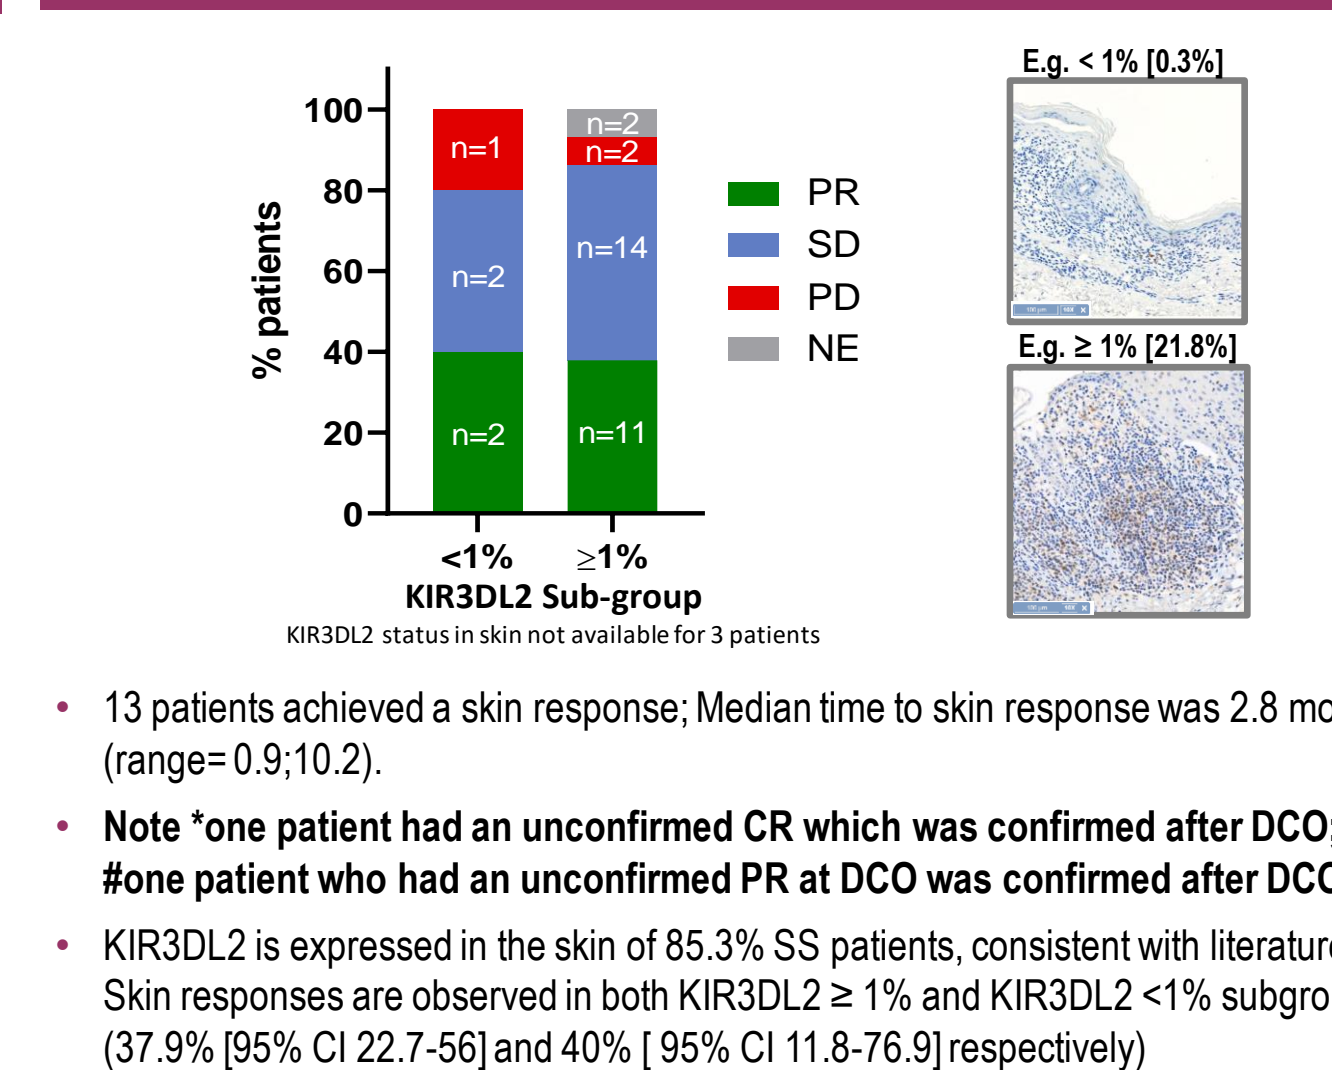 100
80
60
40
20
0
% patients
n=1
n=2
n=2
n=2
n=2
n=14
n=11
<1%
≥1%
KIR3DL2 Sub-group
KIR3DL2 status in skin not available for 3 patients
PR
SD
PD
NE
E.g. < 1% [0.3%]
100 µm 10X X
E.g. ≥ 1% [21.8%]
100 µm 10X X
• 13 patients achieved a skin response; Median time to skin response was 2.8 mo
(range= 0.9;10.2).
• Note *one patient had an unconfirmed CR which was confirmed after DCO;
#one patient who had an unconfirmed PR at DCO was confirmed after DCO
• KIR3DL2 is expressed in the skin of 85.3% SS patients, consistent with literature
Skin responses are observed in both KIR3DL2 ≥ 1% and KIR3DL2 <1% subgro
(37.9% [95% CI 22.7-56] and 40% [ 95% CI 11.8-76.9] respectively)